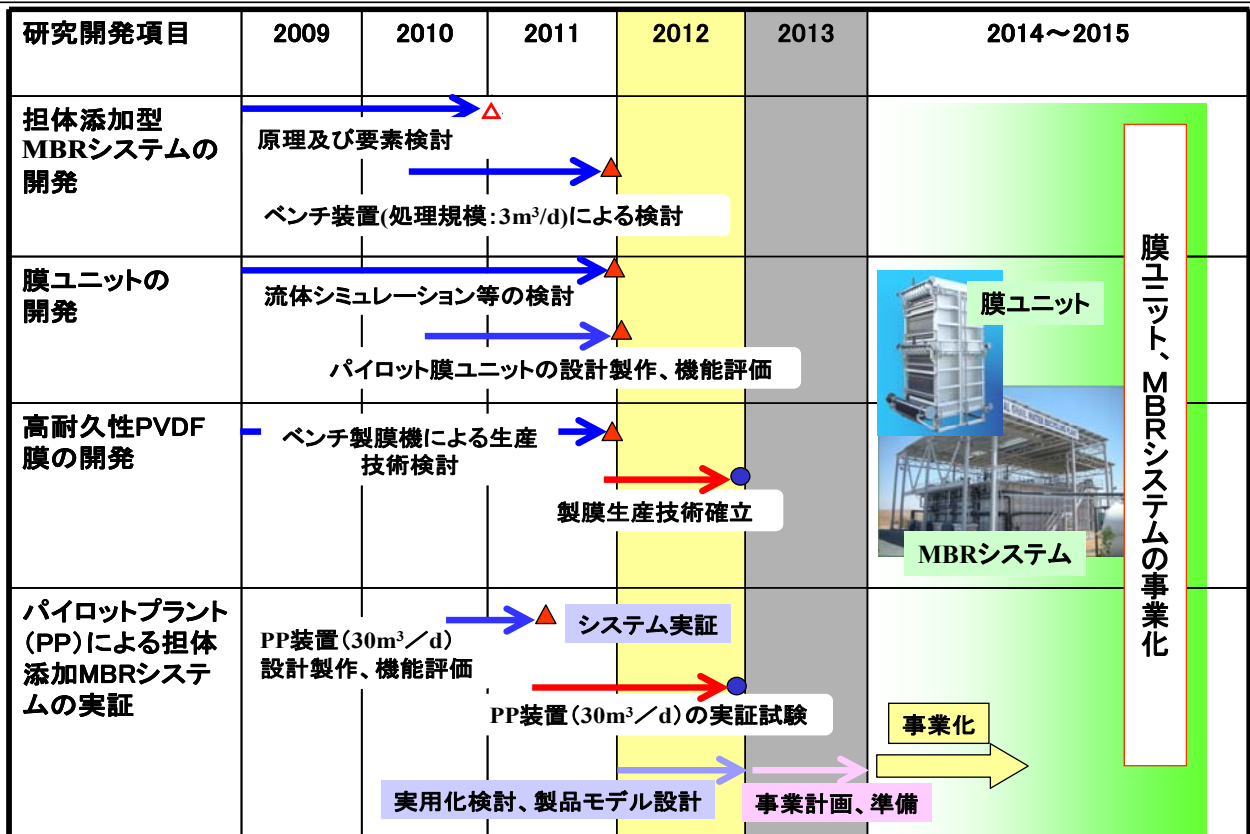 研究開発項目
2009
2010
2011
2012
2013
2014～2015
担体添加型
MBRシステムの
開発
原理及び要素検討
ベンチ装置(処理規模：3m³/d)による検討
膜ユニットの
開発
流体シミュレーション等の検討
パイロット膜ユニットの設計製作、機能評価
高耐久性PVDF
膜の開発
ベンチ製膜機による生産
技術検討
製膜生産技術確立
パイロットプラント
(PP)による担体
添加MBRシステ
ムの実証
PP装置（30m³／d）
設計製作、機能評価
システム実証
PP装置（30m³／d）の実証試験
実用化検討、製品モデル設計
事業計画、準備
事業化
膜ユニット
MBRシステム
膜ユニット、MBRシステムの事業化